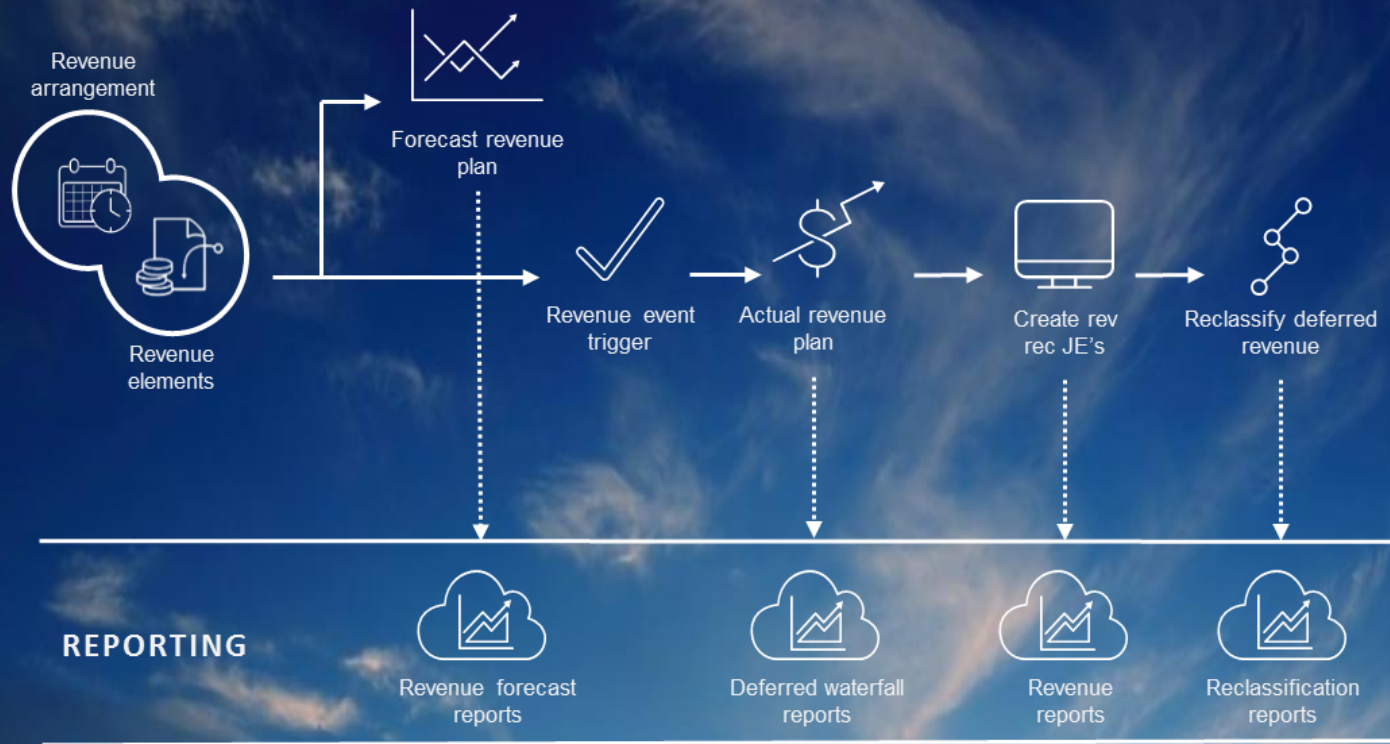 Revenue
arrangement
Revenue
elements
Forecast revenue
plan
Revenue event
trigger
Actual revenue
plan
Create rev
rec JE's
Reclassify deferred
revenue
REPORTING
Revenue forecast
reports
Deferred waterfall
reports
Revenue
reports
Reclassification
reports